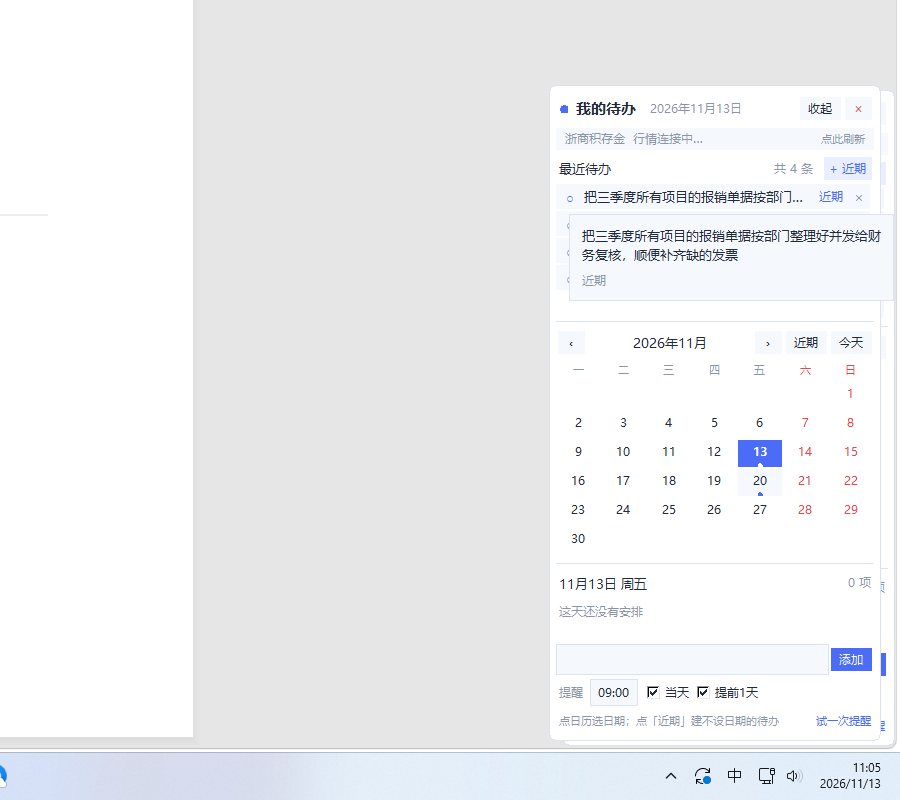 我的待办 2026年11月13日 收起 ×
浙商积存金 行情连接中... 点此刷新
最近待办 共 4 条 + 近期
把三季度所有项目的报销单据按部门... 近期 ×
把三季度所有项目的报销单据按部门整理好并发给财
务复核，顺便补齐缺的发票
近期
‹ 2026年11月 › 近期 今天
一 二 三 四 五 六 日
1
2 3 4 5 6 7 8
9 10 11 12 13 14 15
16 17 18 19 20 21 22
23 24 25 26 27 28 29
30
11月13日 周五 0 项
这天还没有安排
添加
提醒 09:00 当天 提前1天
点日历选日期；点「近期」建不设日期的待办 试一次提醒
中 11:05
2026/11/13